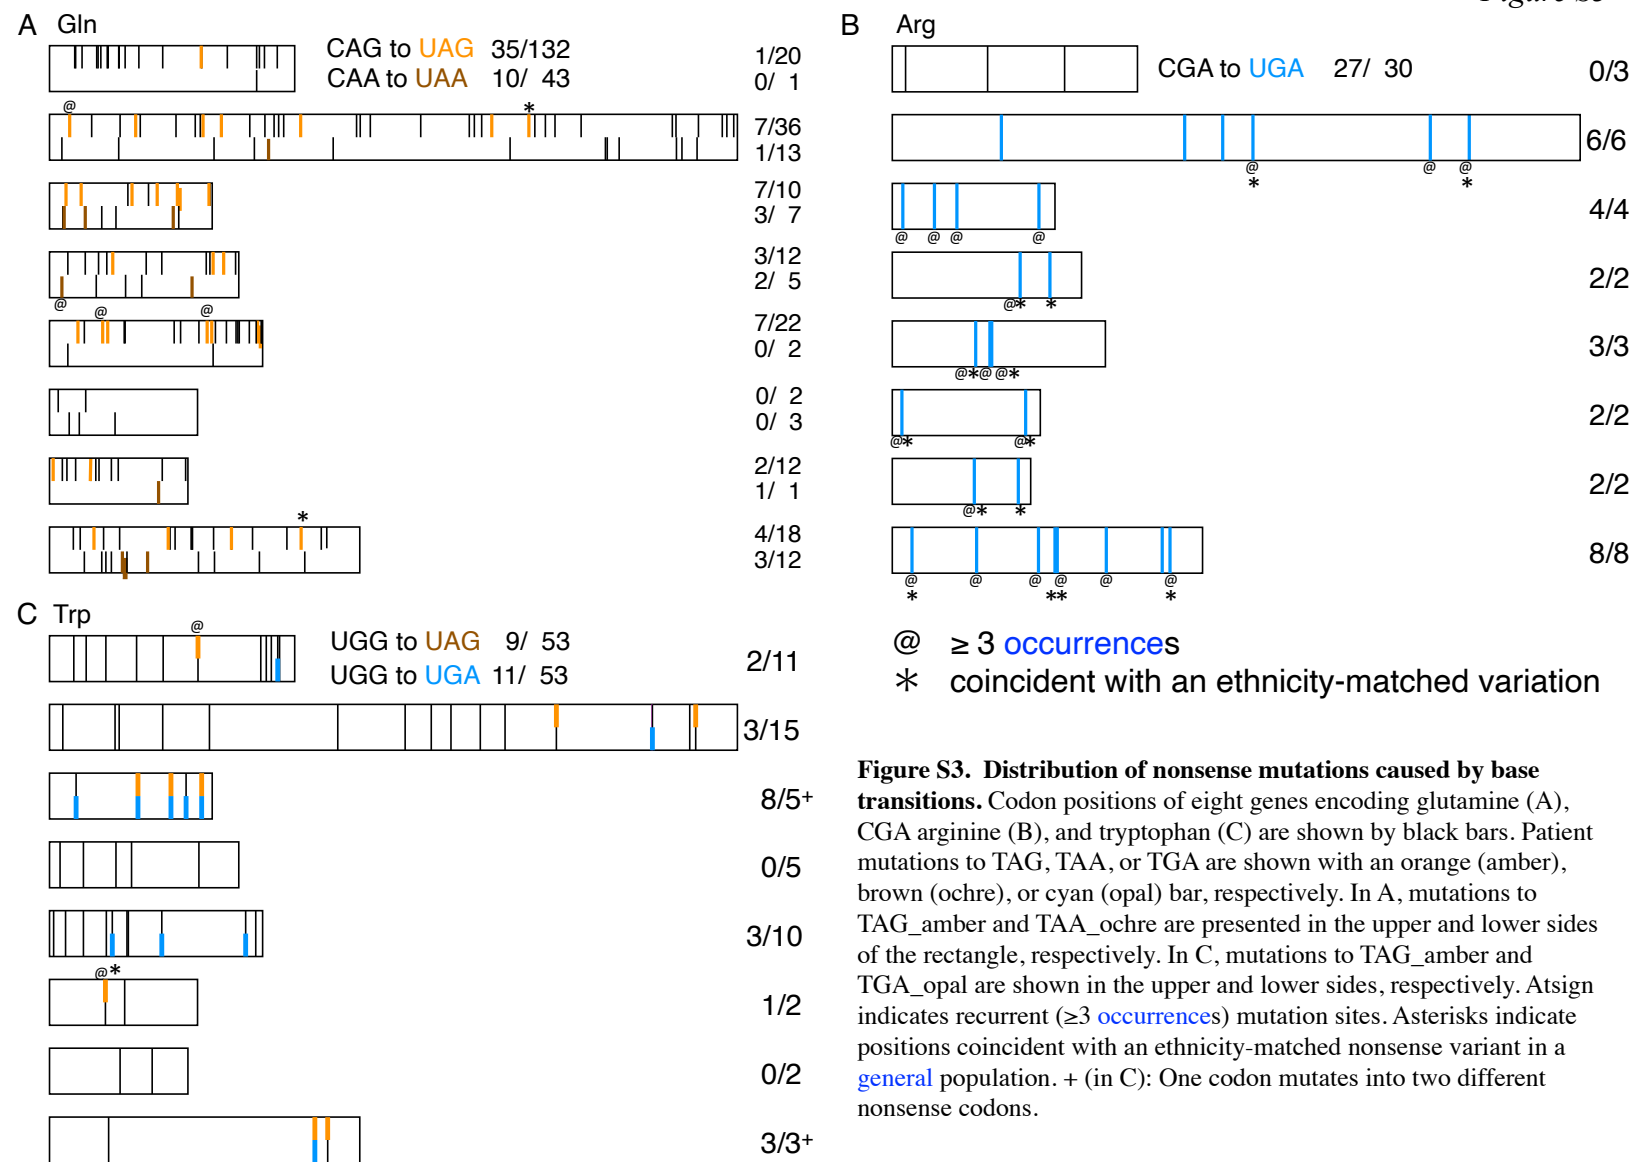 Figure S3
A Gln
CAG to UAG 35/132
CAA to UAA 10/ 43
1/20
0/ 1
@ *
7/36
1/13
7/10
3/ 7
3/12
2/ 5
@ @ @
7/22
0/ 2
0/ 2
0/ 3
2/12
1/ 1
*
4/18
3/12
B Arg
CGA to UGA 27/ 30
0/3
6/6
@ @ @
* *
4/4
@ @ @ @
2/2
@* *
3/3
@*@ @*
2/2
@* @*
2/2
@* *
8/8
@ @ @ @ @ @
* ** *
@ ≥ 3 occurrences
* coincident with an ethnicity-matched variation
C Trp
@
UGG to UAG 9/ 53
UGG to UGA 11/ 53
2/11
3/15
8/5+
0/5
3/10
@*
1/2
0/2
3/3+
Figure S3. Distribution of nonsense mutations caused by base
transitions. Codon positions of eight genes encoding glutamine (A),
CGA arginine (B), and tryptophan (C) are shown by black bars. Patient
mutations to TAG, TAA, or TGA are shown with an orange (amber),
brown (ochre), or cyan (opal) bar, respectively. In A, mutations to
TAG_amber and TAA_ochre are presented in the upper and lower sides
of the rectangle, respectively. In C, mutations to TAG_amber and
TGA_opal are shown in the upper and lower sides, respectively. Atsign
indicates recurrent (≥3 occurrences) mutation sites. Asterisks indicate
positions coincident with an ethnicity-matched nonsense variant in a
general population. + (in C): One codon mutates into two different
nonsense codons.